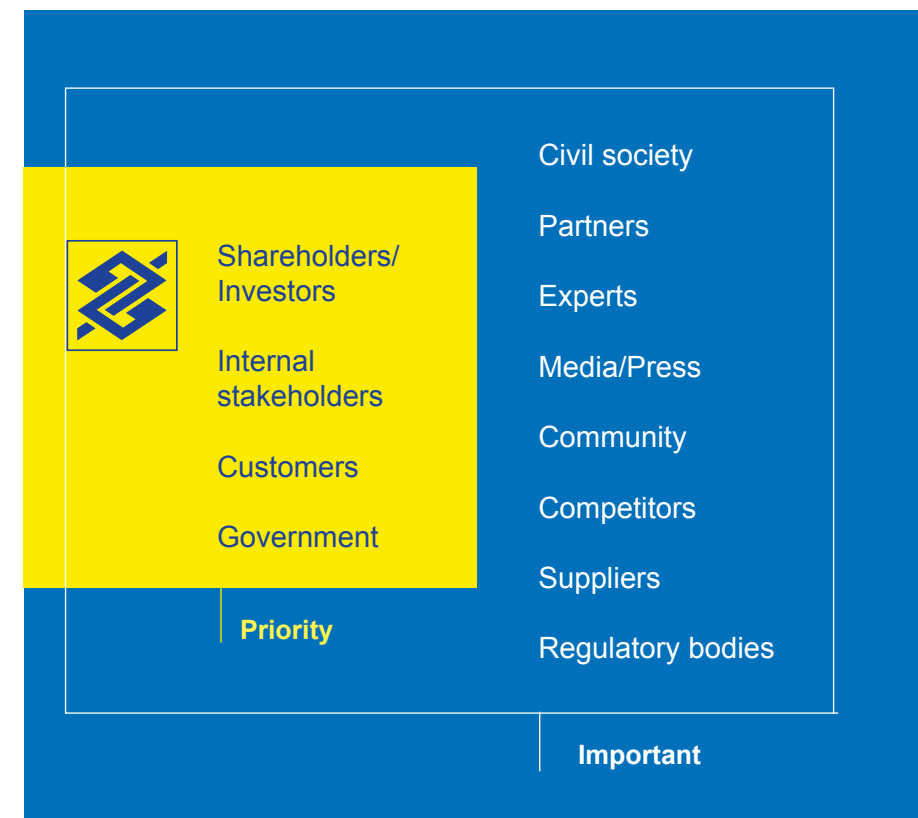 Shareholders/
Investors
Internal
stakeholders
Customers
Government
Priority
Civil society
Partners
Experts
Media/Press
Community
Competitors
Suppliers
Regulatory bodies
Important